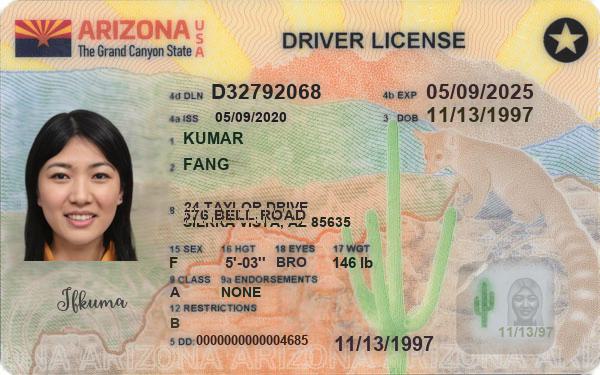 ARIZONA USA
The Grand Canyon State
DRIVER LICENSE
4d DLN D32792068
4b EXP 05/09/2025
4a ISS 05/09/2020
3 DOB 11/13/1997
1 KUMAR
2 FANG
8 24 TAYLOR DRIVE
376 BELL ROAD
SIERRA VISTA, AZ 85635
15 SEX 16 HGT 18 EYES 17 WGT
F 5'-03" BRO 146 lb
9 CLASS 9a ENDORSEMENTS
A NONE
12 RESTRICTIONS
B
5 DD: 0000000000004685
11/13/1997
Ifkuma
11/13/97
ARIZONA ARIZONA ARIZONA ARIZONA